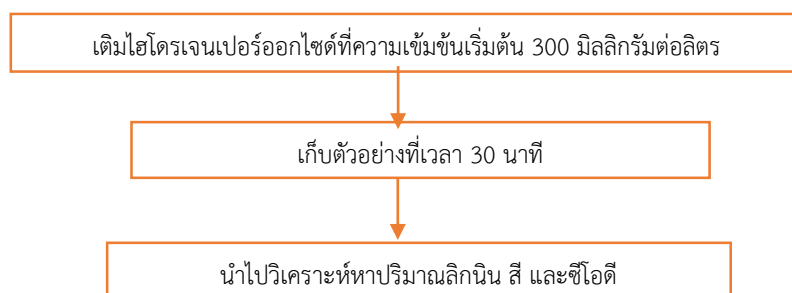 เติมไฮโดรเจนเปอร์ออกไซด์ที่ความเข้มข้นเริ่มต้น 300 มิลลิกรัมต่อลิตร
เก็บตัวอย่างที่เวลา 30 นาที
นำไปวิเคราะห์หาปริมาณลิกนิน สี และซีโอดี